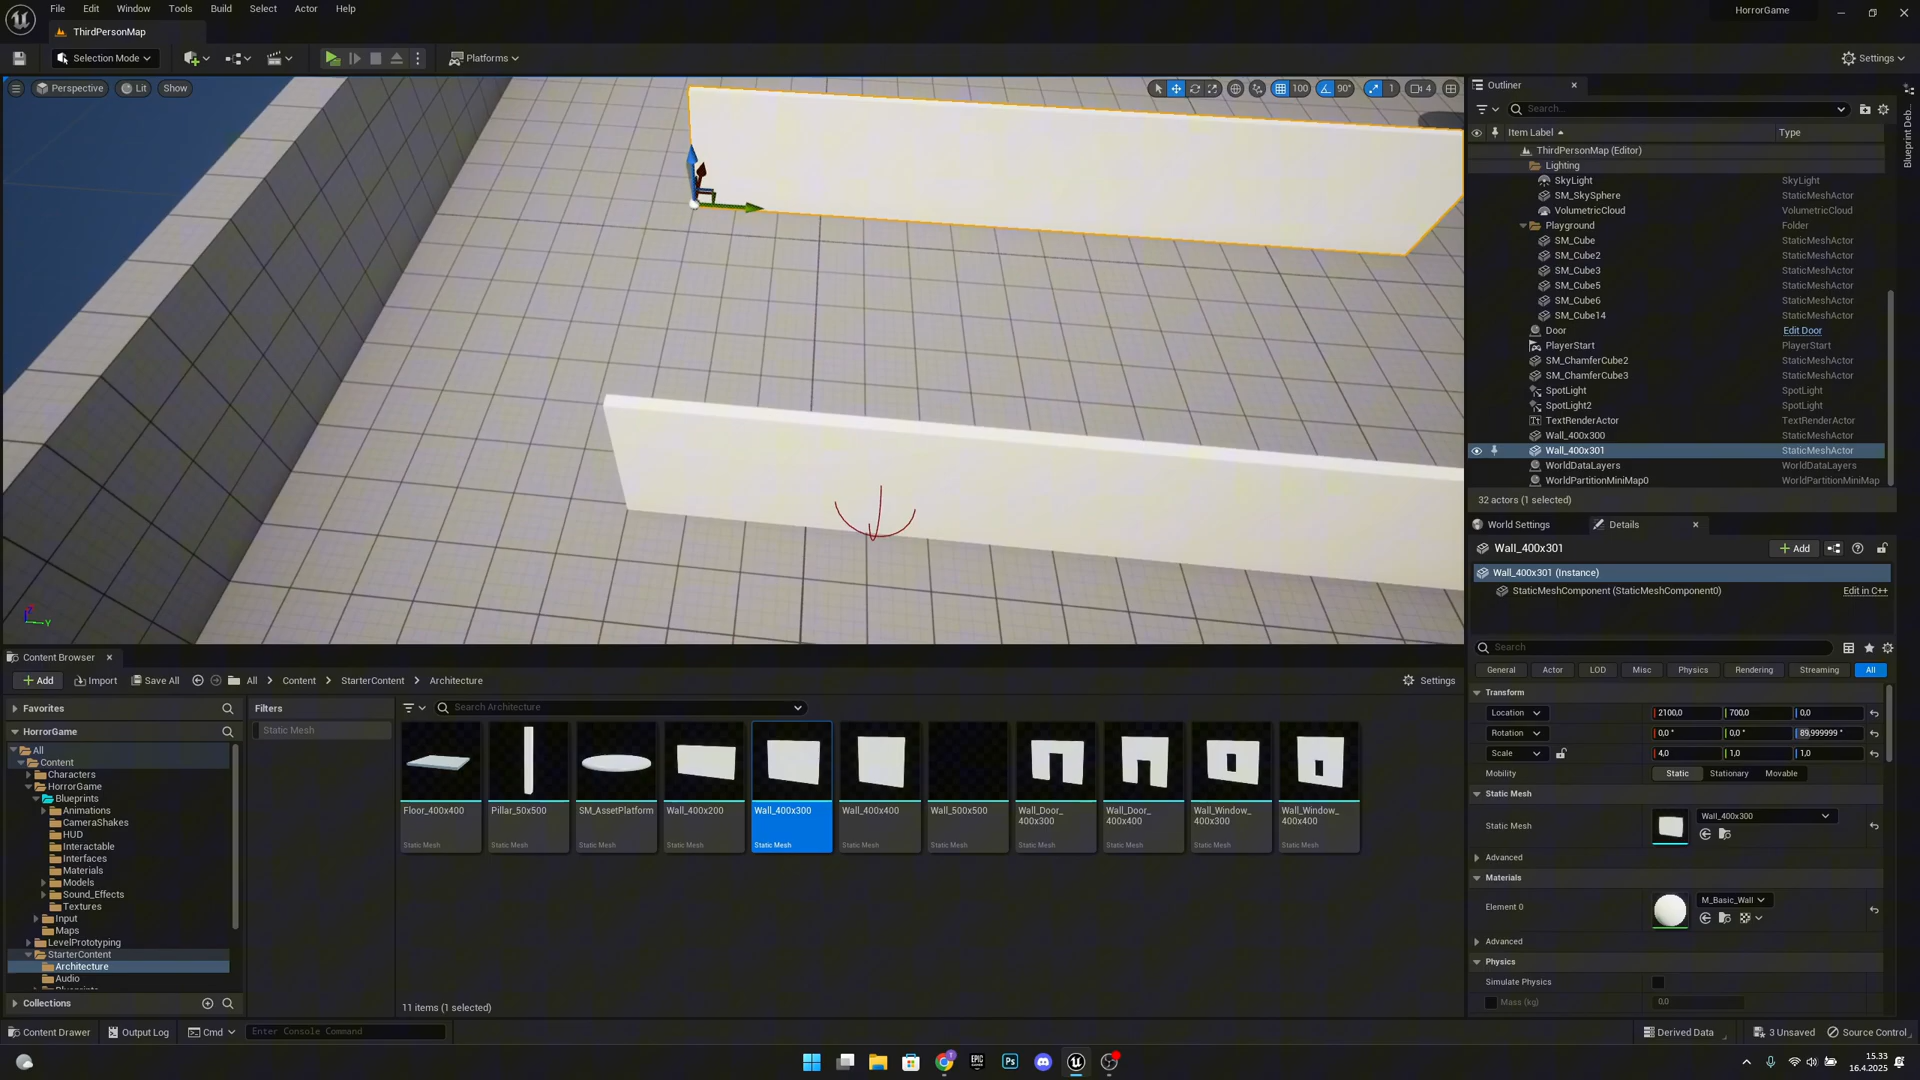 File Edit Window Tools Build Select Actor Help
HorrorGame
ThirdPersonMap
Selection Mode
Platforms
Settings
Perspective Lit Show
100 90° 1 4
Outliner
Search...
Item Label Type
ThirdPersonMap (Editor)
Lighting
SkyLight SkyLight
SM_SkySphere StaticMeshActor
VolumetricCloud VolumetricCloud
Playground Folder
SM_Cube StaticMeshActor
SM_Cube2 StaticMeshActor
SM_Cube3 StaticMeshActor
SM_Cube5 StaticMeshActor
SM_Cube6 StaticMeshActor
SM_Cube14 StaticMeshActor
Door Edit Door
PlayerStart PlayerStart
SM_ChamferCube2 StaticMeshActor
SM_ChamferCube3 StaticMeshActor
SpotLight SpotLight
SpotLight2 SpotLight
TextRenderActor TextRenderActor
Wall_400x300 StaticMeshActor
Wall_400x301 StaticMeshActor
WorldDataLayers WorldDataLayers
WorldPartitionMiniMap0 WorldPartitionMiniMap
32 actors (1 selected)
Blueprint Deb..
World Settings Details
Wall_400x301
Add
Wall_400x301 (Instance)
StaticMeshComponent (StaticMeshComponent0) Edit in C++
Search
General Actor LOD Misc Physics Rendering Streaming All
Transform
Location 2100,0 700,0 0,0
Rotation 0,0 ° 0,0 ° 89,999999 °
Scale 4,0 1,0 1,0
Mobility Static Stationary Movable
Static Mesh
Static Mesh Wall_400x300
Advanced
Materials
Element 0 M_Basic_Wall
Advanced
Physics
Simulate Physics
Mass (kg) 0,0
Z
Y
Content Browser
Add Import Save All All Content StarterContent Architecture Settings
Favorites
HorrorGame
All
Content
Characters
HorrorGame
Blueprints
Animations
CameraShakes
HUD
Interactable
Interfaces
Materials
Models
Sound_Effects
Textures
Input
Maps
LevelPrototyping
StarterContent
Architecture
Audio
Collections
Filters
Static Mesh
Search Architecture
Floor_400x400
Static Mesh
Pillar_50x500
Static Mesh
SM_AssetPlatform
Static Mesh
Wall_400x200
Static Mesh
Wall_400x300
Static Mesh
Wall_400x400
Static Mesh
Wall_500x500
Static Mesh
Wall_Door_
400x300
Static Mesh
Wall_Door_
400x400
Static Mesh
Wall_Window_
400x300
Static Mesh
Wall_Window_
400x400
Static Mesh
11 items (1 selected)
Content Drawer Output Log Cmd Enter Console Command
Derived Data 3 Unsaved Source Control
EPIC
Ps
15.33
16.4.2025